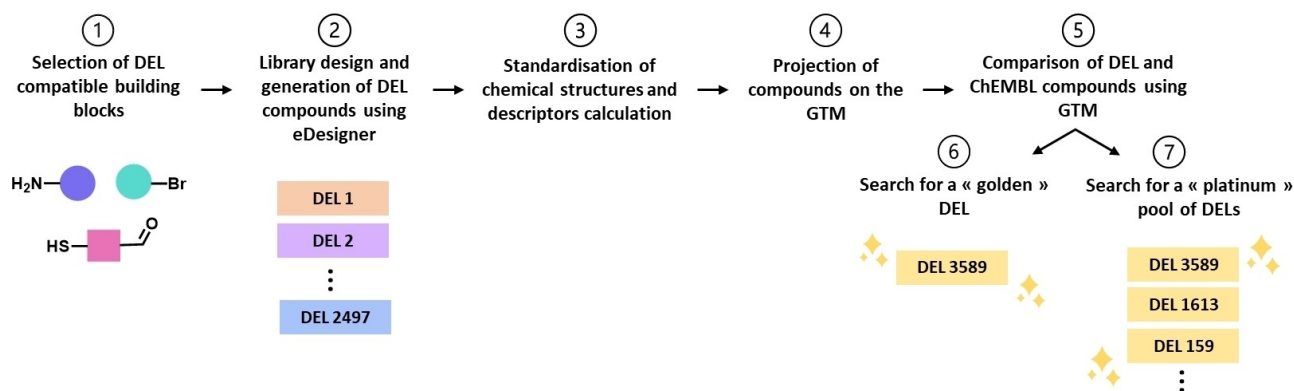 1
Selection of DEL
compatible building
blocks
2
Library design and
generation of DEL
compounds using
eDesigner
3
Standardisation of
chemical structures and
descriptors calculation
4
Projection of
compounds on the
GTM
5
Comparison of DEL and
ChEMBL compounds using
GTM
H₂N
Br
HS
O
DEL 1
DEL 2
DEL 2497
6
Search for a « golden »
DEL
DEL 3589
7
Search for a « platinum »
pool of DELs
DEL 3589
DEL 1613
DEL 159